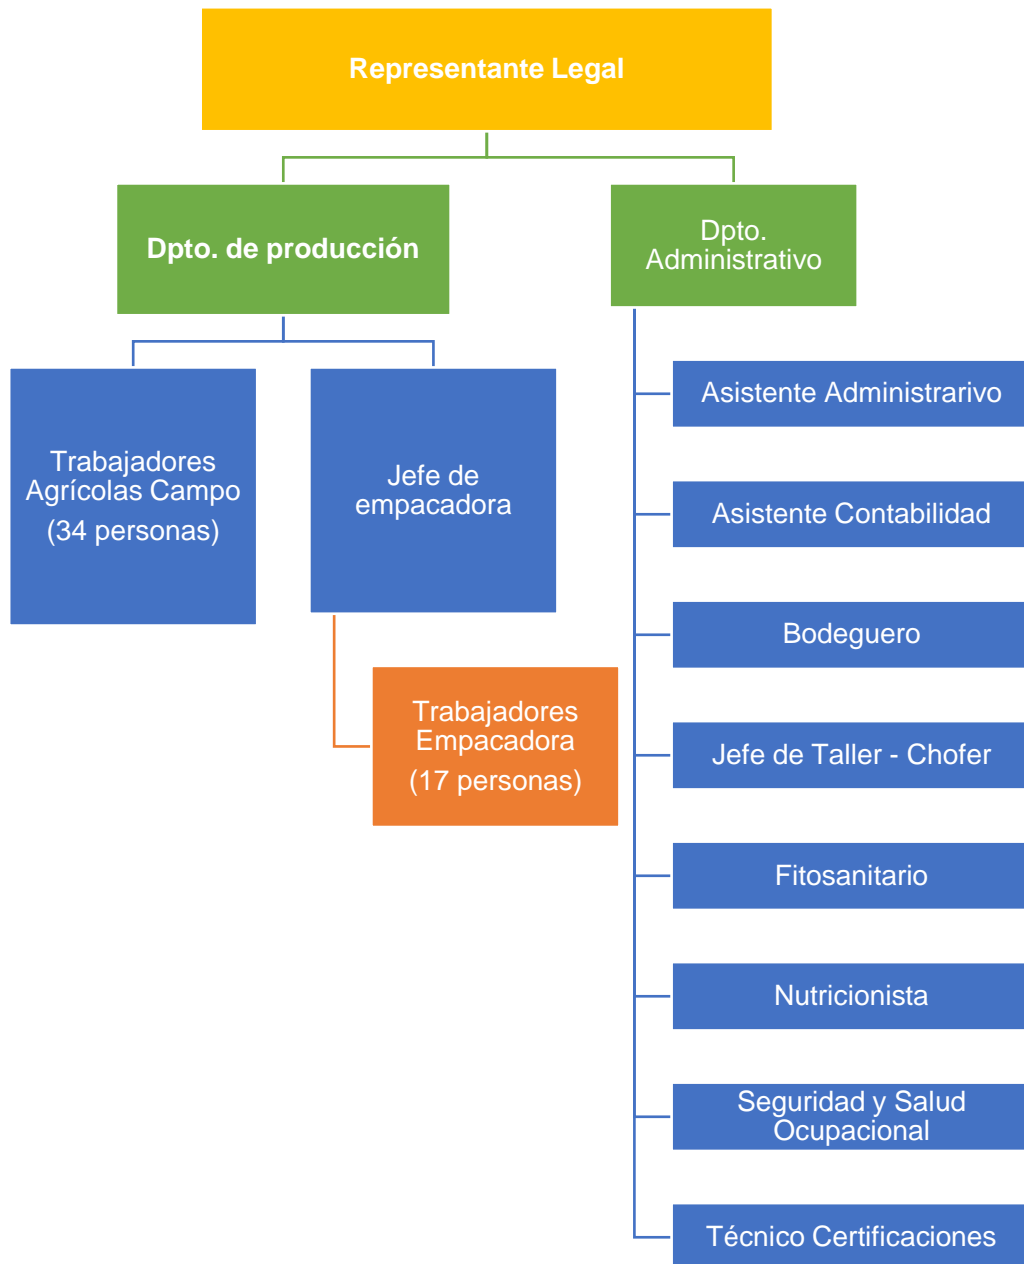 Representante Legal
Dpto. de producción
Dpto.
Administrativo
Trabajadores
Agrícolas Campo
(34 personas)
Jefe de
empacadora
Trabajadores
Empacadora
(17 personas)
Asistente Administrarivo
Asistente Contabilidad
Bodeguero
Jefe de Taller - Chofer
Fitosanitario
Nutricionista
Seguridad y Salud
Ocupacional
Técnico Certificaciones